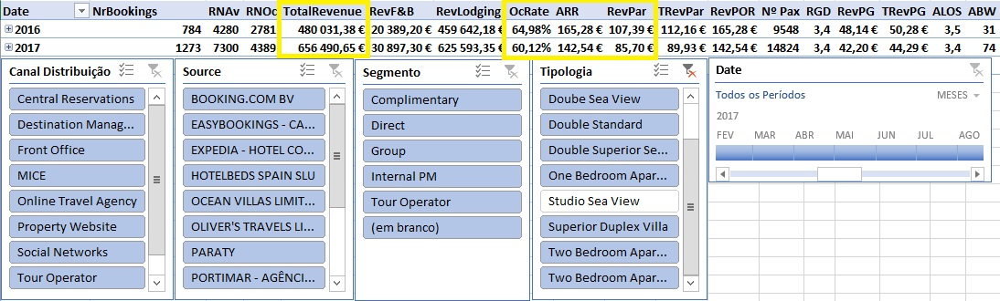 Date NrBookings RNAv RNOc TotalRevenue RevF&B RevLodging OcRate ARR RevPar TRevPar RevPOR Nº Pax RGD RevPG TRevPG ALOS ABW
2016 784 4280 2781 480 031,38 € 20 389,20 € 459 642,18 € 64,98% 165,28 € 107,39 € 112,16 € 165,28 € 9548 3,4 48,14 € 50,28 € 3,5 31
2017 1273 7300 4389 656 490,65 € 30 897,30 € 625 593,35 € 60,12% 142,54 € 85,70 € 89,93 € 142,54 € 14824 3,4 42,20 € 44,29 € 3,4 74
Canal Distribuição
Central Reservations
Destination Manag...
Front Office
MICE
Online Travel Agency
Property Website
Social Networks
Tour Operator
Source
BOOKING.COM BV
EASYBOOKINGS - CA...
EXPEDIA - HOTEL CO...
HOTELBEDS SPAIN SLU
OCEAN VILLAS LIMIT...
OLIVER'S TRAVELS LI...
PARATY
PORTIMAR - AGÊNCI...
Segmento
Complimentary
Direct
Group
Internal PM
Tour Operator
(em branco)
Tipologia
Doube Sea View
Double Standard
Double Superior Se...
One Bedroom Apar...
Studio Sea View
Superior Duplex Villa
Two Bedroom Apar...
Two Bedroom Apar...
Date
Todos os Períodos MESES
2017
FEV MAR ABR MAI JUN JUL AGO